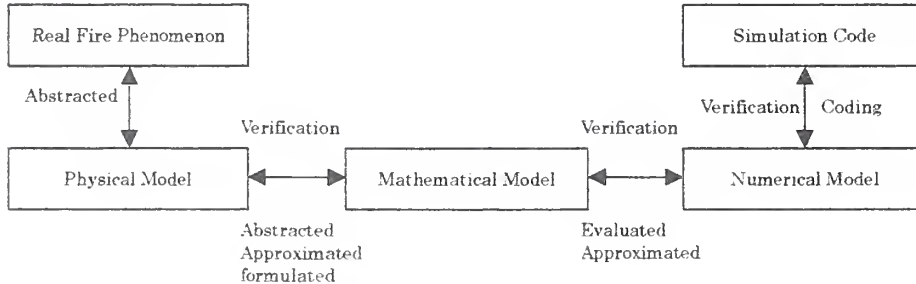 Real Fire Phenomenon
Simulation Code
Abstracted
Verification Coding
Verification
Verification
Physical Model
Mathematical Model
Numerical Model
Abstracted
Approximated
formulated
Evaluated
Approximated